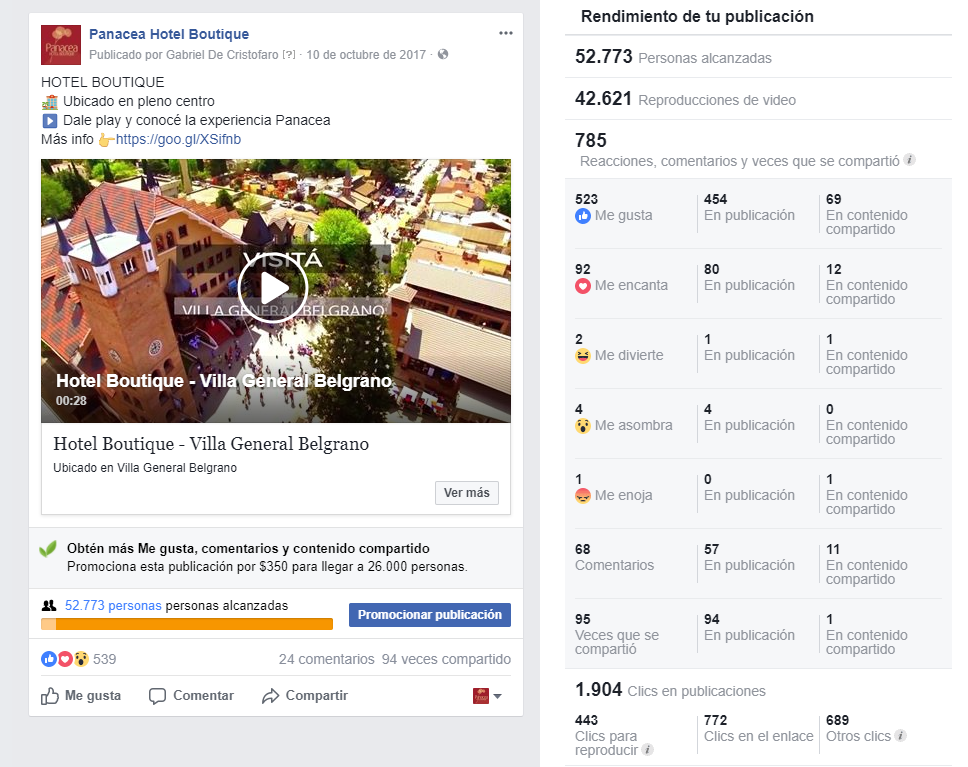 Panacea Hotel Boutique
Publicado por Gabriel De Cristofaro [?] · 10 de octubre de 2017 ·
HOTEL BOUTIQUE
Ubicado en pleno centro
Dale play y conocé la experiencia Panacea
Más info https://goo.gl/XSifnb
VISITÁ
VILLA GENERAL BELGRANO
Hotel Boutique - Villa General Belgrano
00:28
Hotel Boutique - Villa General Belgrano
Ubicado en Villa General Belgrano
Ver más
Obtén más Me gusta, comentarios y contenido compartido
Promociona esta publicación por $350 para llegar a 26.000 personas.
52.773 personas personas alcanzadas
Promocionar publicación
539
24 comentarios 94 veces compartido
Me gusta Comentar Compartir
Rendimiento de tu publicación
52.773 Personas alcanzadas
42.621 Reproducciones de video
785
Reacciones, comentarios y veces que se compartió
523 454 69
Me gusta En publicación En contenido
compartido
92 80 12
Me encanta En publicación En contenido
compartido
2 1 1
Me divierte En publicación En contenido
compartido
4 4 0
Me asombra En publicación En contenido
compartido
1 0 1
Me enoja En publicación En contenido
compartido
68 57 11
Comentarios En publicación En contenido
compartido
95 94 1
Veces que se En publicación En contenido
compartió compartido
1.904 Clics en publicaciones
443 772 689
Clics para Clics en el enlace Otros clics
reproducir